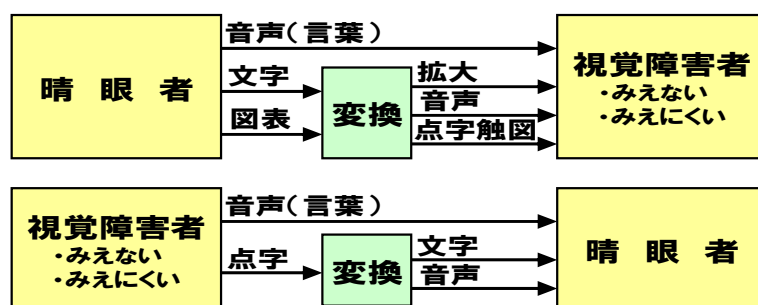 音声(言葉)
晴 眼 者
文字
図表
変換
拡大
音声
点字触図
視覚障害者
・みえない
・みえにくい
視覚障害者
・みえない
・みえにくい
音声(言葉)
点字
変換
文字
音声
晴 眼 者